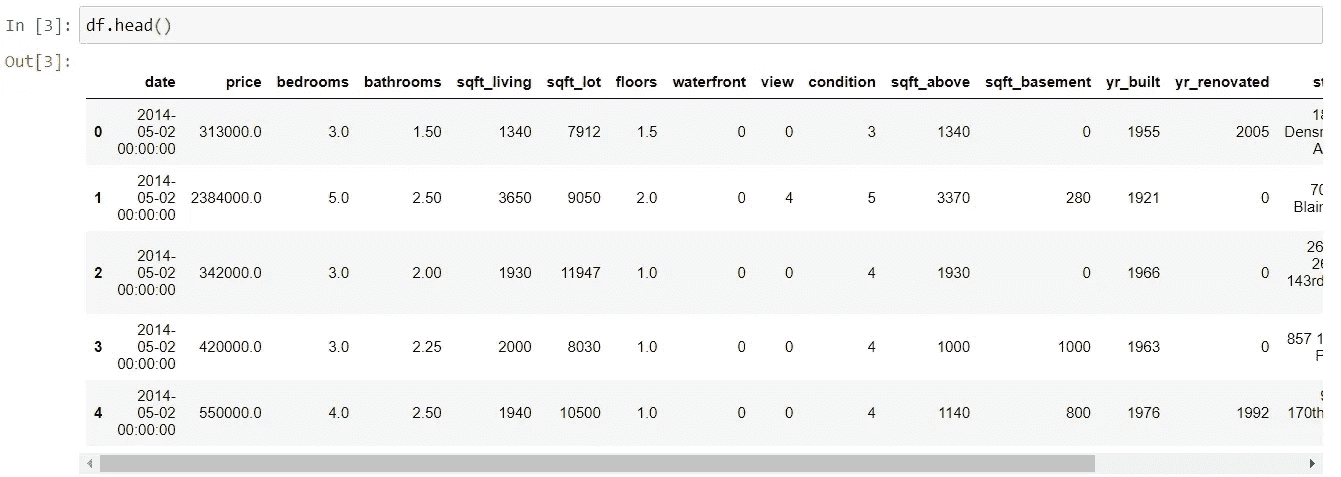 In [3]: df.head()
Out[3]:
date price bedrooms bathrooms sqft_living sqft_lot floors waterfront view condition sqft_above sqft_basement yr_built yr_renovated st
2014- 18
0 05-02 313000.0 3.0 1.50 1340 7912 1.5 0 0 3 1340 0 1955 2005 Densm
00:00:00 A
2014- 70
1 05-02 2384000.0 5.0 2.50 3650 9050 2.0 0 4 5 3370 280 1921 0
00:00:00 Blain
2014- 26
2 05-02 342000.0 3.0 2.00 1930 11947 1.0 0 0 4 1930 0 1966 0 26
00:00:00 143rd
2014- 857 1
3 05-02 420000.0 3.0 2.25 2000 8030 1.0 0 0 4 1000 1000 1963 0
00:00:00 F
2014-
4 05-02 550000.0 4.0 2.50 1940 10500 1.0 0 0 4 1140 800 1976 1992 170th
00:00:00